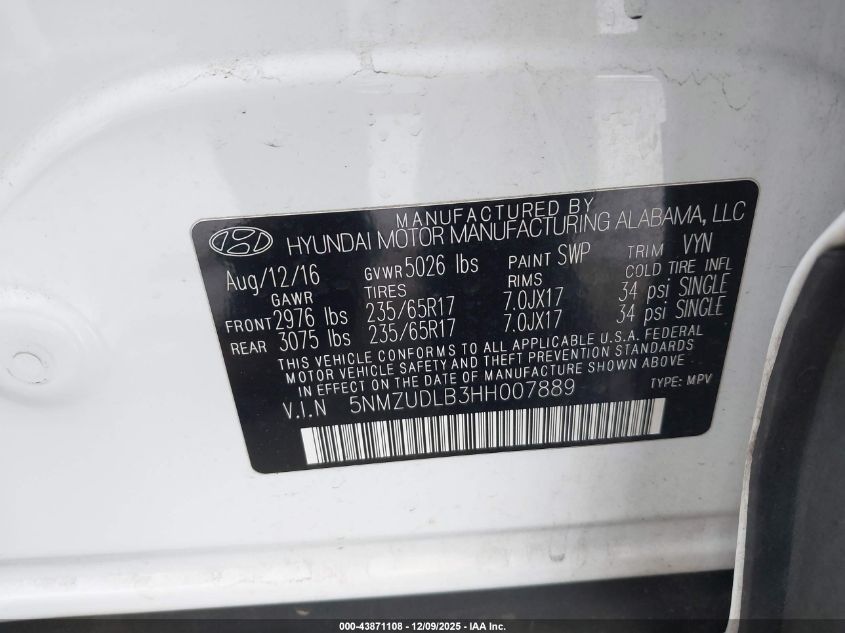 MANUFACTURED BY
HYUNDAI MOTOR MANUFACTURING ALABAMA, LLC
Aug/12/16 GVWR 5026 lbs PAINT SWP TRIM VYN
GAWR TIRES RIMS COLD TIRE INFL
FRONT 2976 lbs 235/65R17 7.0JX17 34 psi SINGLE
REAR 3075 lbs 235/65R17 7.0JX17 34 psi SINGLE
THIS VEHICLE CONFORMS TO ALL APPLICABLE U.S.A. FEDERAL
MOTOR VEHICLE SAFETY AND THEFT PREVENTION STANDARDS
IN EFFECT ON THE DATE OF MANUFACTURE SHOWN ABOVE
V.I.N 5NMZUDLB3HH007889 TYPE: MPV
000-43871108 - 12/09/2025 - IAA Inc.